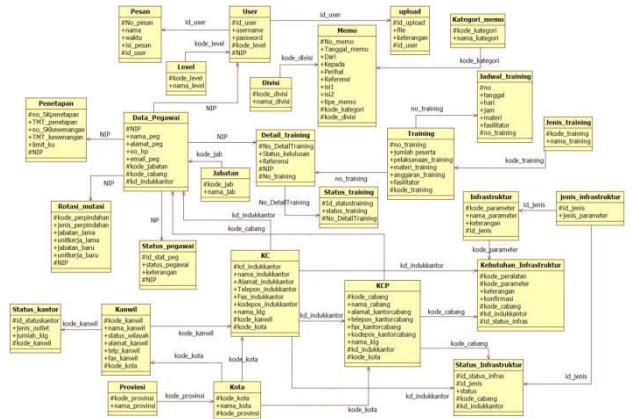 Pesan
#No_pesan
+nama
+waktu
+isi_pesan
#id_user
User
#id_user
+username
+password
#kode_level
#NIP
id_user
id_user
upload
#id_upload
+file
+keterangan
#id_user
Kategori_memo
#kode_kategori
+nama_kategori
kode_kategori
Memo
#No_memo
+Tanggal_memo
+Dari
+Kepada
+Perihal
+Referensi
+isi1
+isi2
+tipe_memo
#kode_kategori
#kode_divisi
kode_level
Level
#kode_level
+nama_level
kode_divisi
Divisi
#kode_divisi
+nama_divisi
Jadwal_training
#no
+tanggal
+hari
+jam
+materi
+fasilitator
#no_training
no_training
Penetapan
#no_SKpenetapan
+TMT_penetapan
+no_SKkewenangan
+TMT_kewenangan
+limit_ku
#NIP
NIP
NIP
Data_Pegawai
#NIP
+nama_peg
+alamat_peg
+no_hp
+email_peg
#kode_jabatan
#kode_cabang
#kd_indukkantor
NIP
Detail_training
#No_DetailTraining
+Status_kelulusan
+Referensi
#NIP
#No_training
Training
#no_training
+jumlah peserta
+pelaksanaan_training
+materi_training
+anggaran_training
+fasilitator
#kode_training
Jenis_training
#kode_training
+nama_training
kode_training
no_training
kode_jab
Jabatan
#kode_jab
+nama_jab
No_DetailTraining
Status_training
#Id_statustraining
+status_training
#No_DetailTraining
NIP
Rotasi_mutasi
#kode_perpindahan
+jenis_perpindahan
+jabatan_lama
+unitkerja_lama
+jabatan_baru
+unitkerja_baru
#NIP
NP
Status_pegawai
#id_stat_peg
+status_pegawai
+keterangan
#NIP
kd_indukkantor
kode_cabang
Infrastruktur
#kode_parameter
+nama_parameter
+keterangan
#id_jenis
id_jenis
Jenis_infrastruktur
#id_jenis
+jenis_parameter
kode_parameter
id_jenis
KC
#kd_indukkantor
+nama_indukkantor
+Alamat_indukkantor
+Telepon_indukkantor
+Fax_indukkantor
+kodepos_indukkantor
+nama_klg
#kode_kanwil
#kode_kota
kd_indukkantor
kd_indukkantor
KCP
#kode_cabang
+nama_cabang
+alamat_kantorcabang
+telepon_kantorcabang
+fax_kantorcabang
+kodepos_kantorcabang
+nama_klg
#kd_indukkantor
#kode_kota
kode_cabang
Kebutuhan_Infrastruktur
#kode_peralatan
#kode_parameter
+keterangan
+konfirmasi
#kode_cabang
#kd_indukkantor
#id_status_infras
Status_kantor
#id_statuskantor
+jenis_outlet
+jumlah_klg
#kode_kanwil
kode_kanwil
Kanwil
#kode_kanwil
+nama_kanwil
+status_wilayah
+alamat_kanwil
+telp_kanwil
+fax_kanwil
#kode_kota
kode_kanwil
kode_kota
kode_kota
kode_kota
kode_cabang
Status_Infrastruktur
#id_status_infras
#id_jenis
+status
#kode_cabang
#kd_indukkantor
kd_indukkantor
Provinsi
#kode_provinsi
+nama_provinsi
kode_provinsi
Kota
#kode_kota
+nama_kota
#kode_provinsi